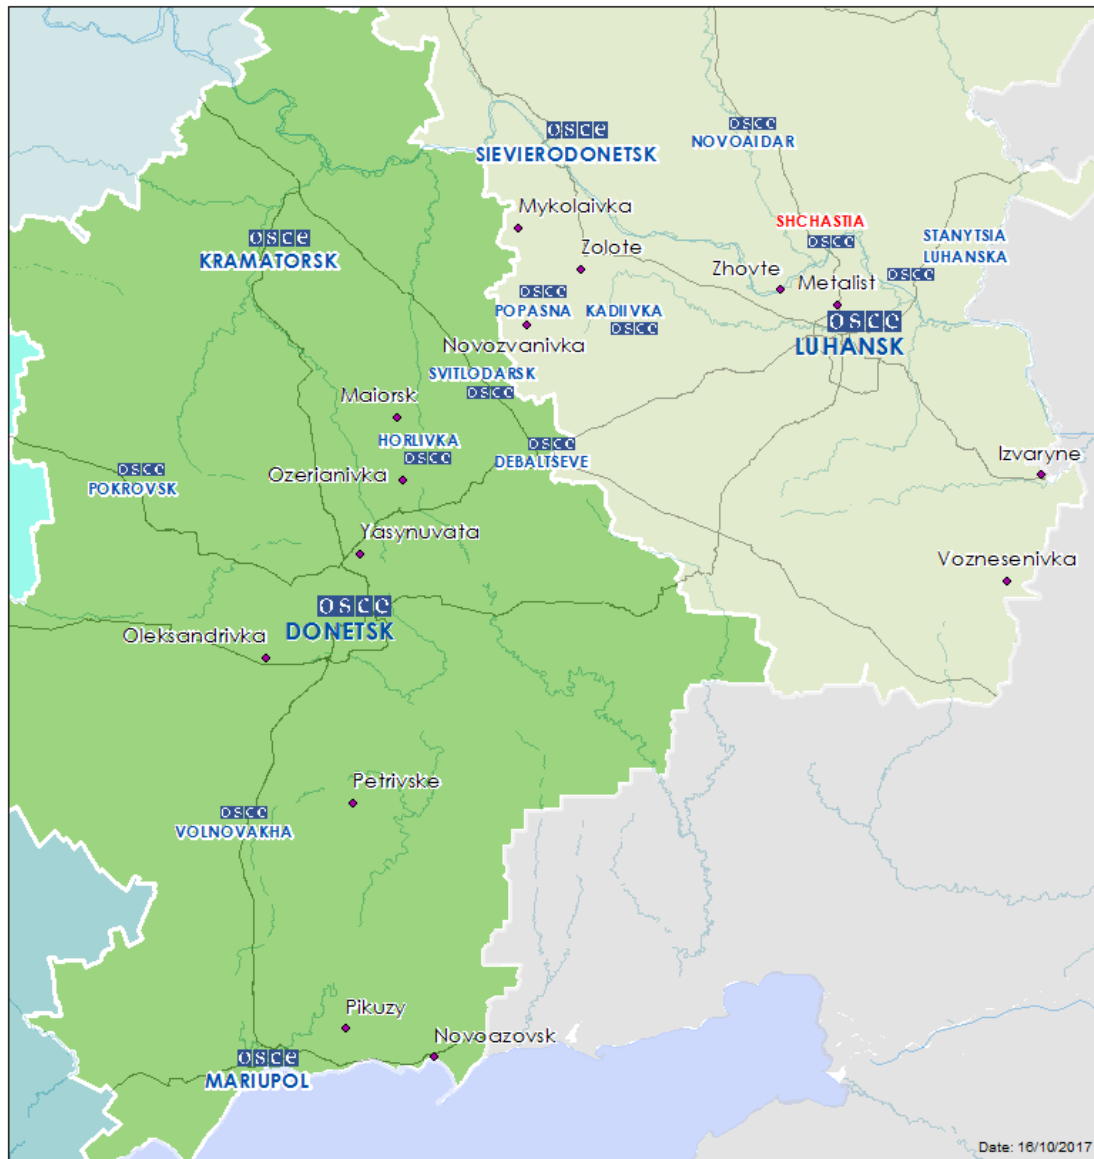 osce
SIEVIERODONETSK
OSCE
NOVOAIDAR
Mykolaivka
SHCHASTIA
OSCE
STANYTSIA
LUHANSKA
OSCE
osce
KRAMATORSK
Zolote
Zhovte
Metalist
OSCE
POPASNA
KADIIVKA
OSCE
OSCE
LUHANSK
Novozvanivka
SVITLODARSK
OSCE
Maiorsk
HORLIVKA
OSCE
OSCE
DEBALTSEVE
Izvaryne
OSCE
POKROVSK
Ozerianivka
Yasynuvata
Voznesenivka
OSCE
DONETSK
Oleksandrivka
Petrivske
OSCE
VOLNOVAKHA
Pikuzy
Novoazovsk
osce
MARIUPOL
Date: 16/10/2017